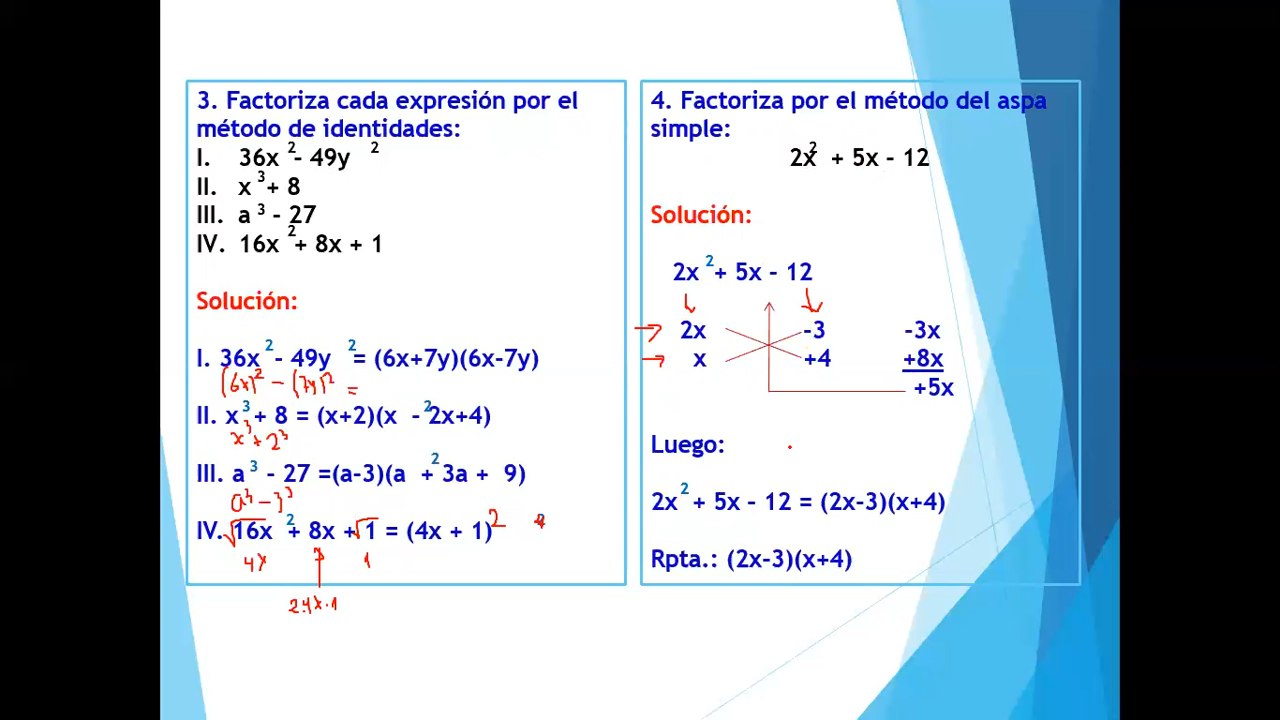 3. Factoriza cada expresión por el
método de identidades:
I. 36x² - 49y²
II. x³ + 8
III. a³ - 27
IV. 16x² + 8x + 1
Solución:
I. 36x² - 49y² = (6x+7y)(6x-7y)
(6x)² - (7y)² =
II. x³ + 8 = (x+2)(x² - 2x+4)
x³ + 2³
III. a³ - 27 =(a-3)(a² + 3a + 9)
a³ - 3³
IV. √16x² + 8x + √1 = (4x + 1)²
4x 1
2.4x.1
4. Factoriza por el método del aspa
simple:
2x² + 5x - 12
Solución:
2x² + 5x - 12
2x -3 -3x
x +4 +8x
+5x
Luego:
2x² + 5x - 12 = (2x-3)(x+4)
Rpta.: (2x-3)(x+4)